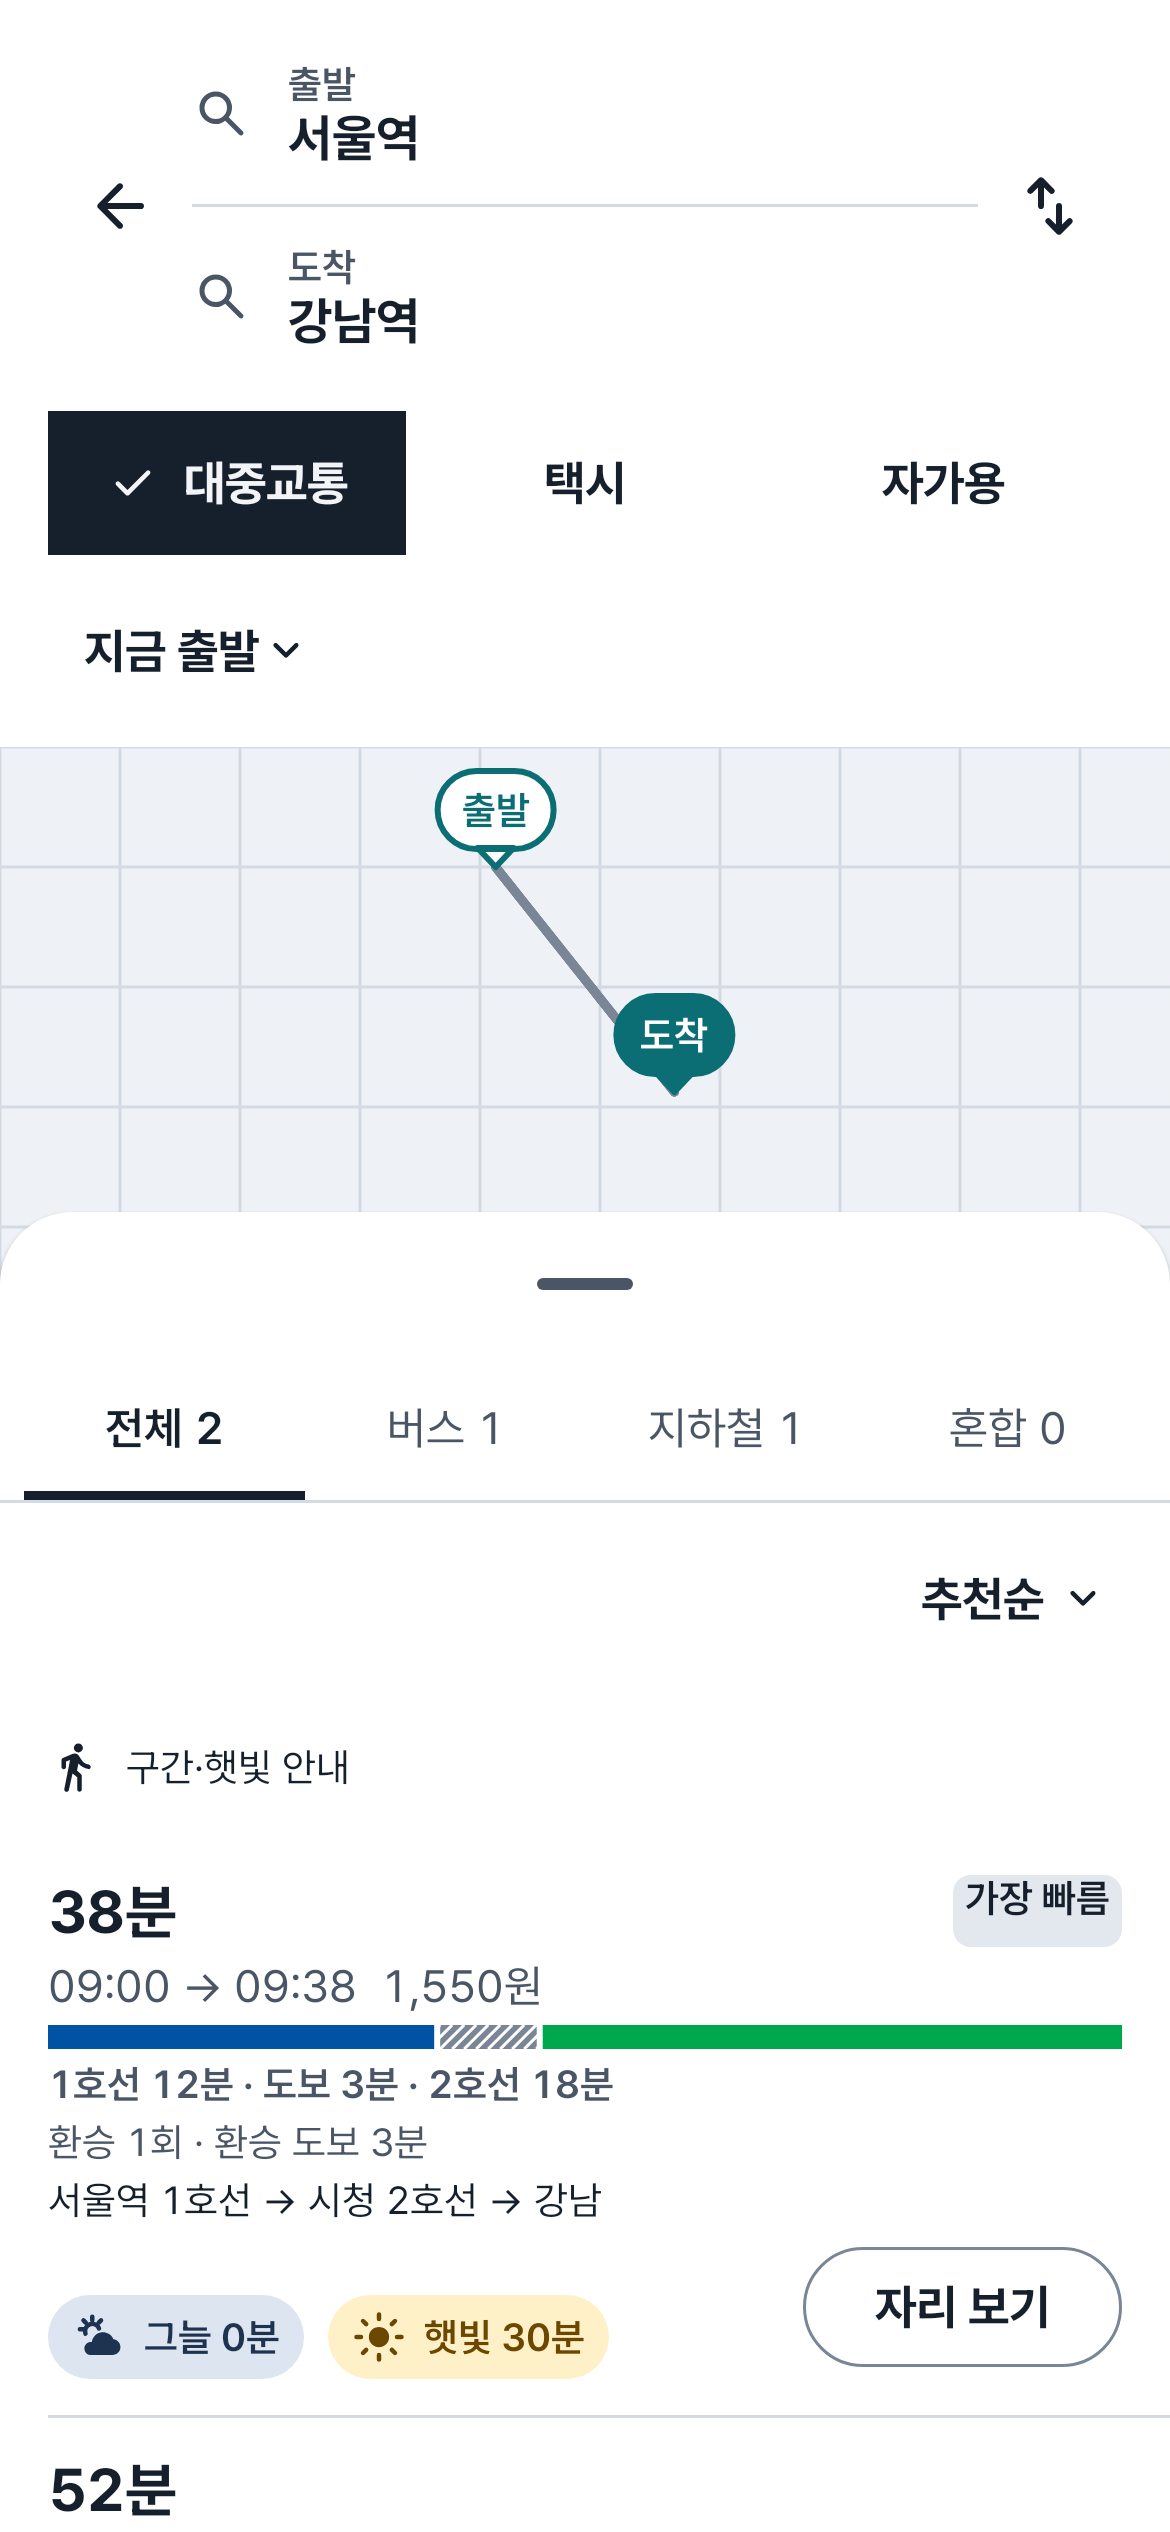 출발
서울역
도착
강남역
대중교통 택시 자가용
지금 출발
출발
도착
전체 2 버스 1 지하철 1 혼합 0
추천순
구간·햇빛 안내
38분 가장 빠름
09:00 → 09:38 1,550원
1호선 12분 · 도보 3분 · 2호선 18분
환승 1회 · 환승 도보 3분
서울역 1호선 → 시청 2호선 → 강남
자리 보기
그늘 0분 햇빛 30분
52분